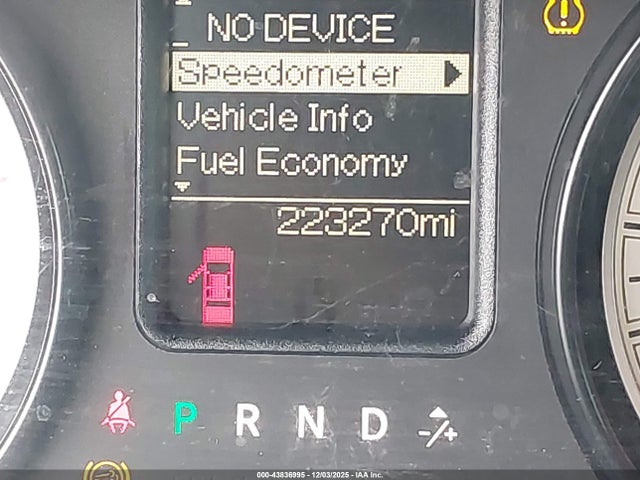 NO DEVICE
Speedometer
Vehicle Info
Fuel Economy
223270mi
P R N D -/+
000-43836995 - 12/03/2025 - IAA Inc.